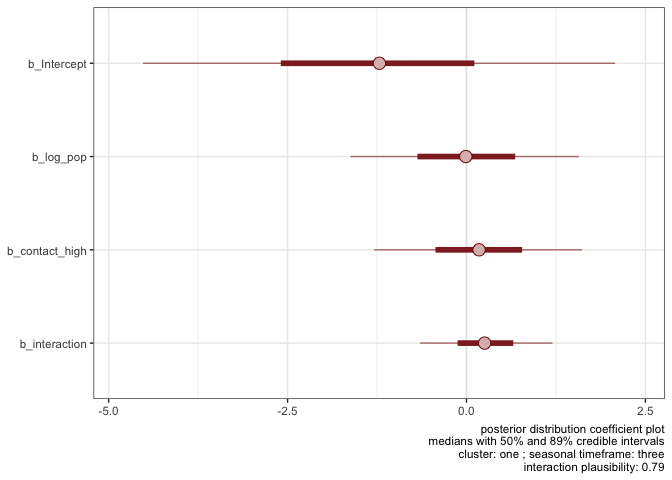 b_Intercept
b_log_pop
b_contact_high
b_interaction
-5.0 -2.5 0.0 2.5
posterior distribution coefficient plot
medians with 50% and 89% credible intervals
cluster: one ; seasonal timeframe: three
interaction plausibility: 0.79